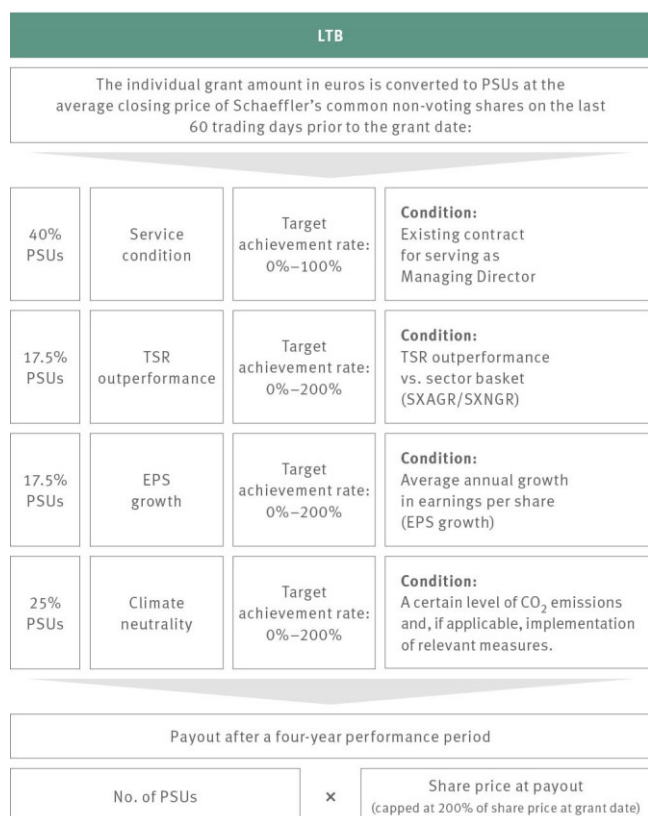 LTB
The individual grant amount in euros is converted to PSUs at the
average closing price of Schaeffler's common non-voting shares on the last
60 trading days prior to the grant date:
40%
PSUs
Service
condition
Target
achievement rate:
0%–100%
Condition:
Existing contract
for serving as
Managing Director
17.5%
PSUs
TSR
outperformance
Target
achievement rate:
0%–200%
Condition:
TSR outperformance
vs. sector basket
(SXAGR/SXNGR)
17.5%
PSUs
EPS
growth
Target
achievement rate:
0%–200%
Condition:
Average annual growth
in earnings per share
(EPS growth)
25%
PSUs
Climate
neutrality
Target
achievement rate:
0%–200%
Condition:
A certain level of CO₂ emissions
and, if applicable, implementation
of relevant measures.
Payout after a four-year performance period
No. of PSUs
×
Share price at payout
(capped at 200% of share price at grant date)